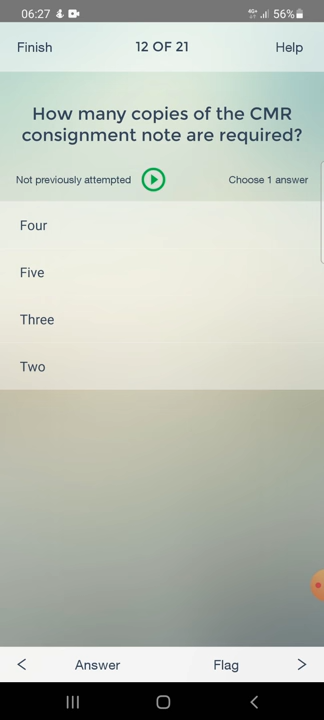 06:27 56%
Finish 12 OF 21 Help
How many copies of the CMR
consignment note are required?
Not previously attempted Choose 1 answer
Four
Five
Three
Two
< Answer Flag >